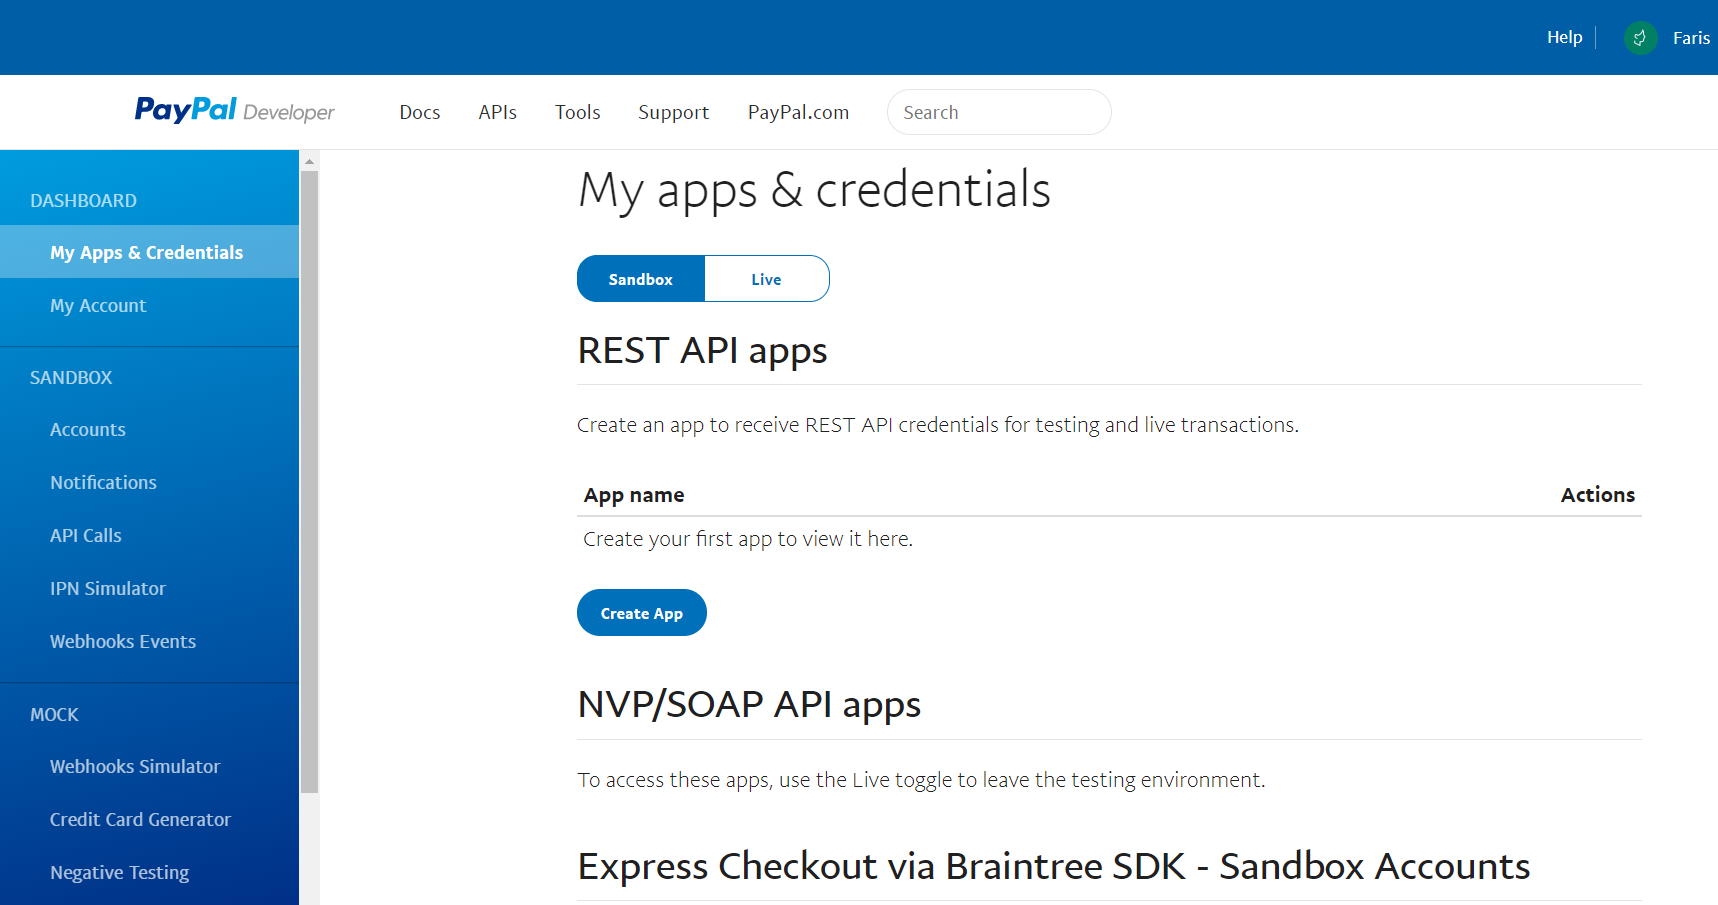 Help
Faris
PayPal Developer
Docs
APIs
Tools
Support
PayPal.com
Search
DASHBOARD
My Apps & Credentials
My Account
SANDBOX
Accounts
Notifications
API Calls
IPN Simulator
Webhooks Events
MOCK
Webhooks Simulator
Credit Card Generator
Negative Testing
My apps & credentials
Sandbox
Live
REST API apps
Create an app to receive REST API credentials for testing and live transactions.
App name
Actions
Create your first app to view it here.
Create App
NVP/SOAP API apps
To access these apps, use the Live toggle to leave the testing environment.
Express Checkout via Braintree SDK - Sandbox Accounts